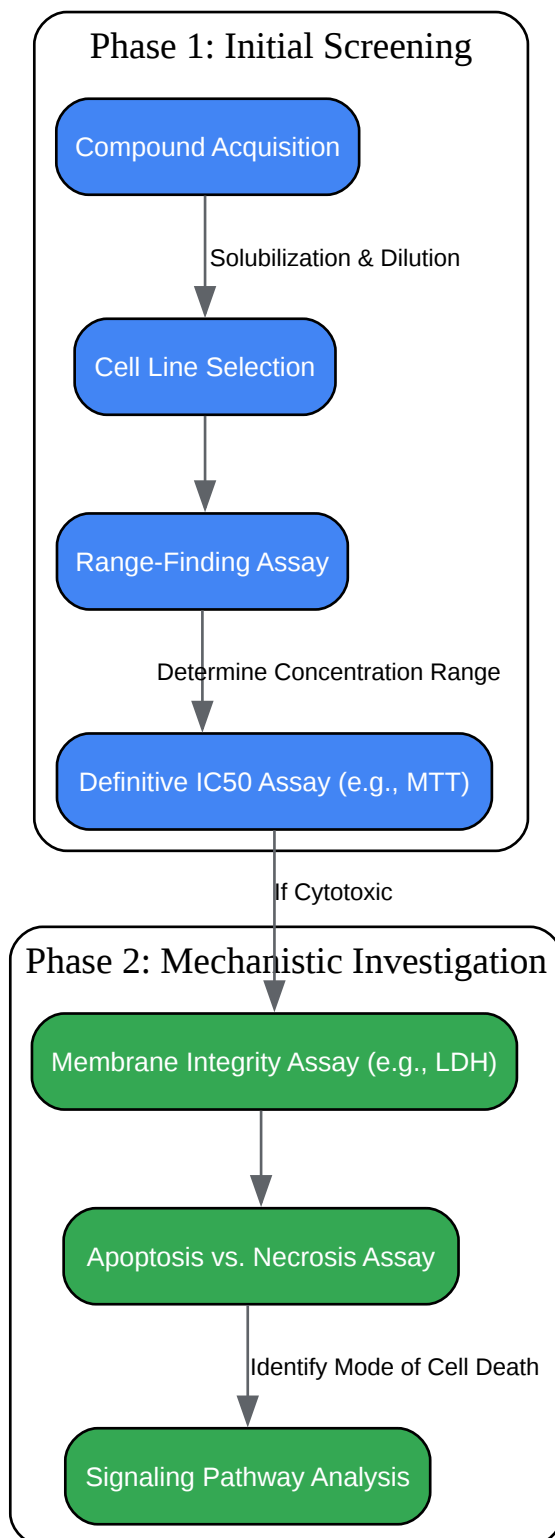 Phase 1: Initial Screening
Compound Acquisition
Solubilization & Dilution
Cell Line Selection
Range-Finding Assay
Determine Concentration Range
Definitive IC50 Assay (e.g., MTT)
If Cytotoxic
Phase 2: Mechanistic Investigation
Membrane Integrity Assay (e.g., LDH)
Apoptosis vs. Necrosis Assay
Identify Mode of Cell Death
Signaling Pathway Analysis